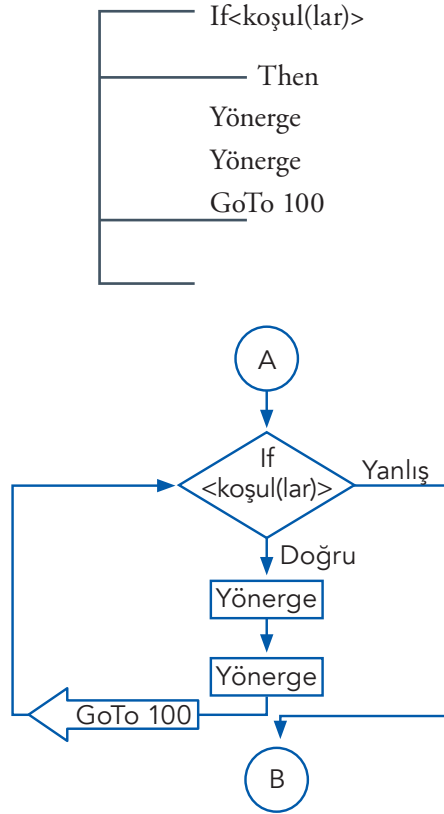 If<koşul(lar)>
Then
Yönerge
Yönerge
GoTo 100
A
If
<koşul(lar)>
Yanlış
Doğru
Yönerge
Yönerge
GoTo 100
B